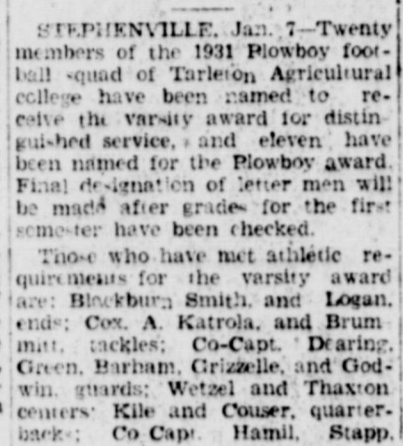 STEPHENVILLE, Jan. 7—Twenty
members of the 1931 Plowboy foot-
ball squad of Tarleton Agricultural
college have been named to re-
ceive the varsity award for distin
guished service, and eleven have
been named for the Plowboy award.
Final designation of letter men will
be made after grades for the first
semester have been checked.
Those who have met athletic re-
quirements for the varsity award
are: Blackburn Smith, and Logan,
ends; Cox, A. Katrola, and Brum
mitt, tackles; Co-Capt. Dearing,
Green, Barham, Grizzelle, and God-
win, guards; Wetzel and Thaxton
centers; Kile and Couser, quarter-
backs; Co Capt. Hamil, Stapp,